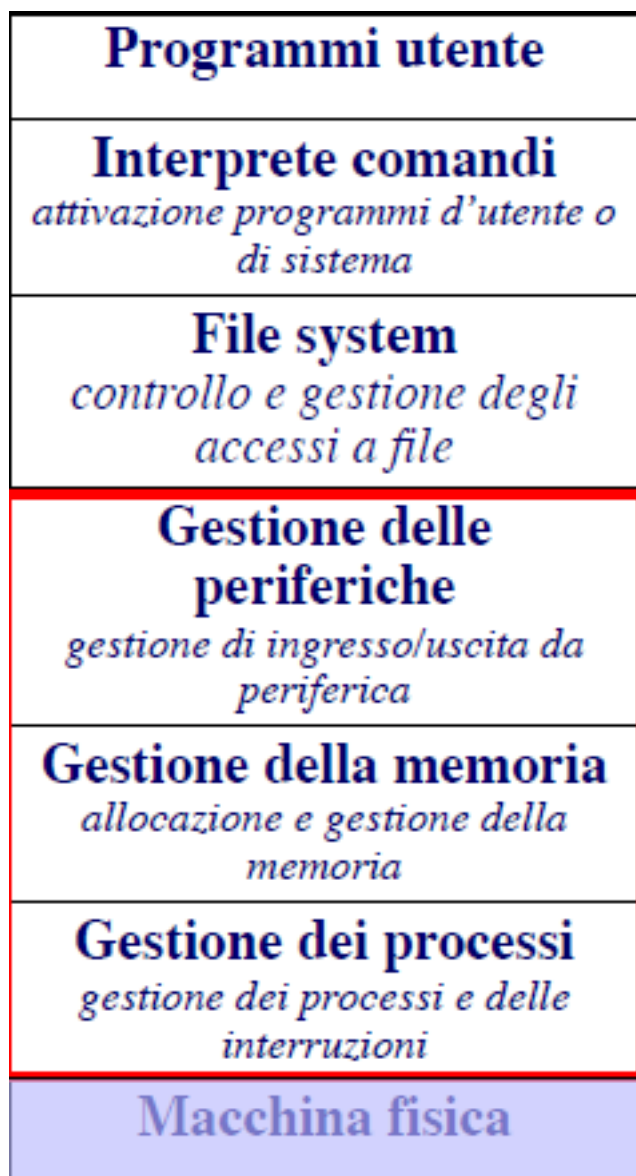 Programmi utente
Interprete comandi
attivazione programmi d’utente o
di sistema
File system
controllo e gestione degli
accessi a file
Gestione delle
periferiche
gestione di ingresso/uscita da
periferica
Gestione della memoria
allocazione e gestione della
memoria
Gestione dei processi
gestione dei processi e delle
interruzioni
Macchina fisica